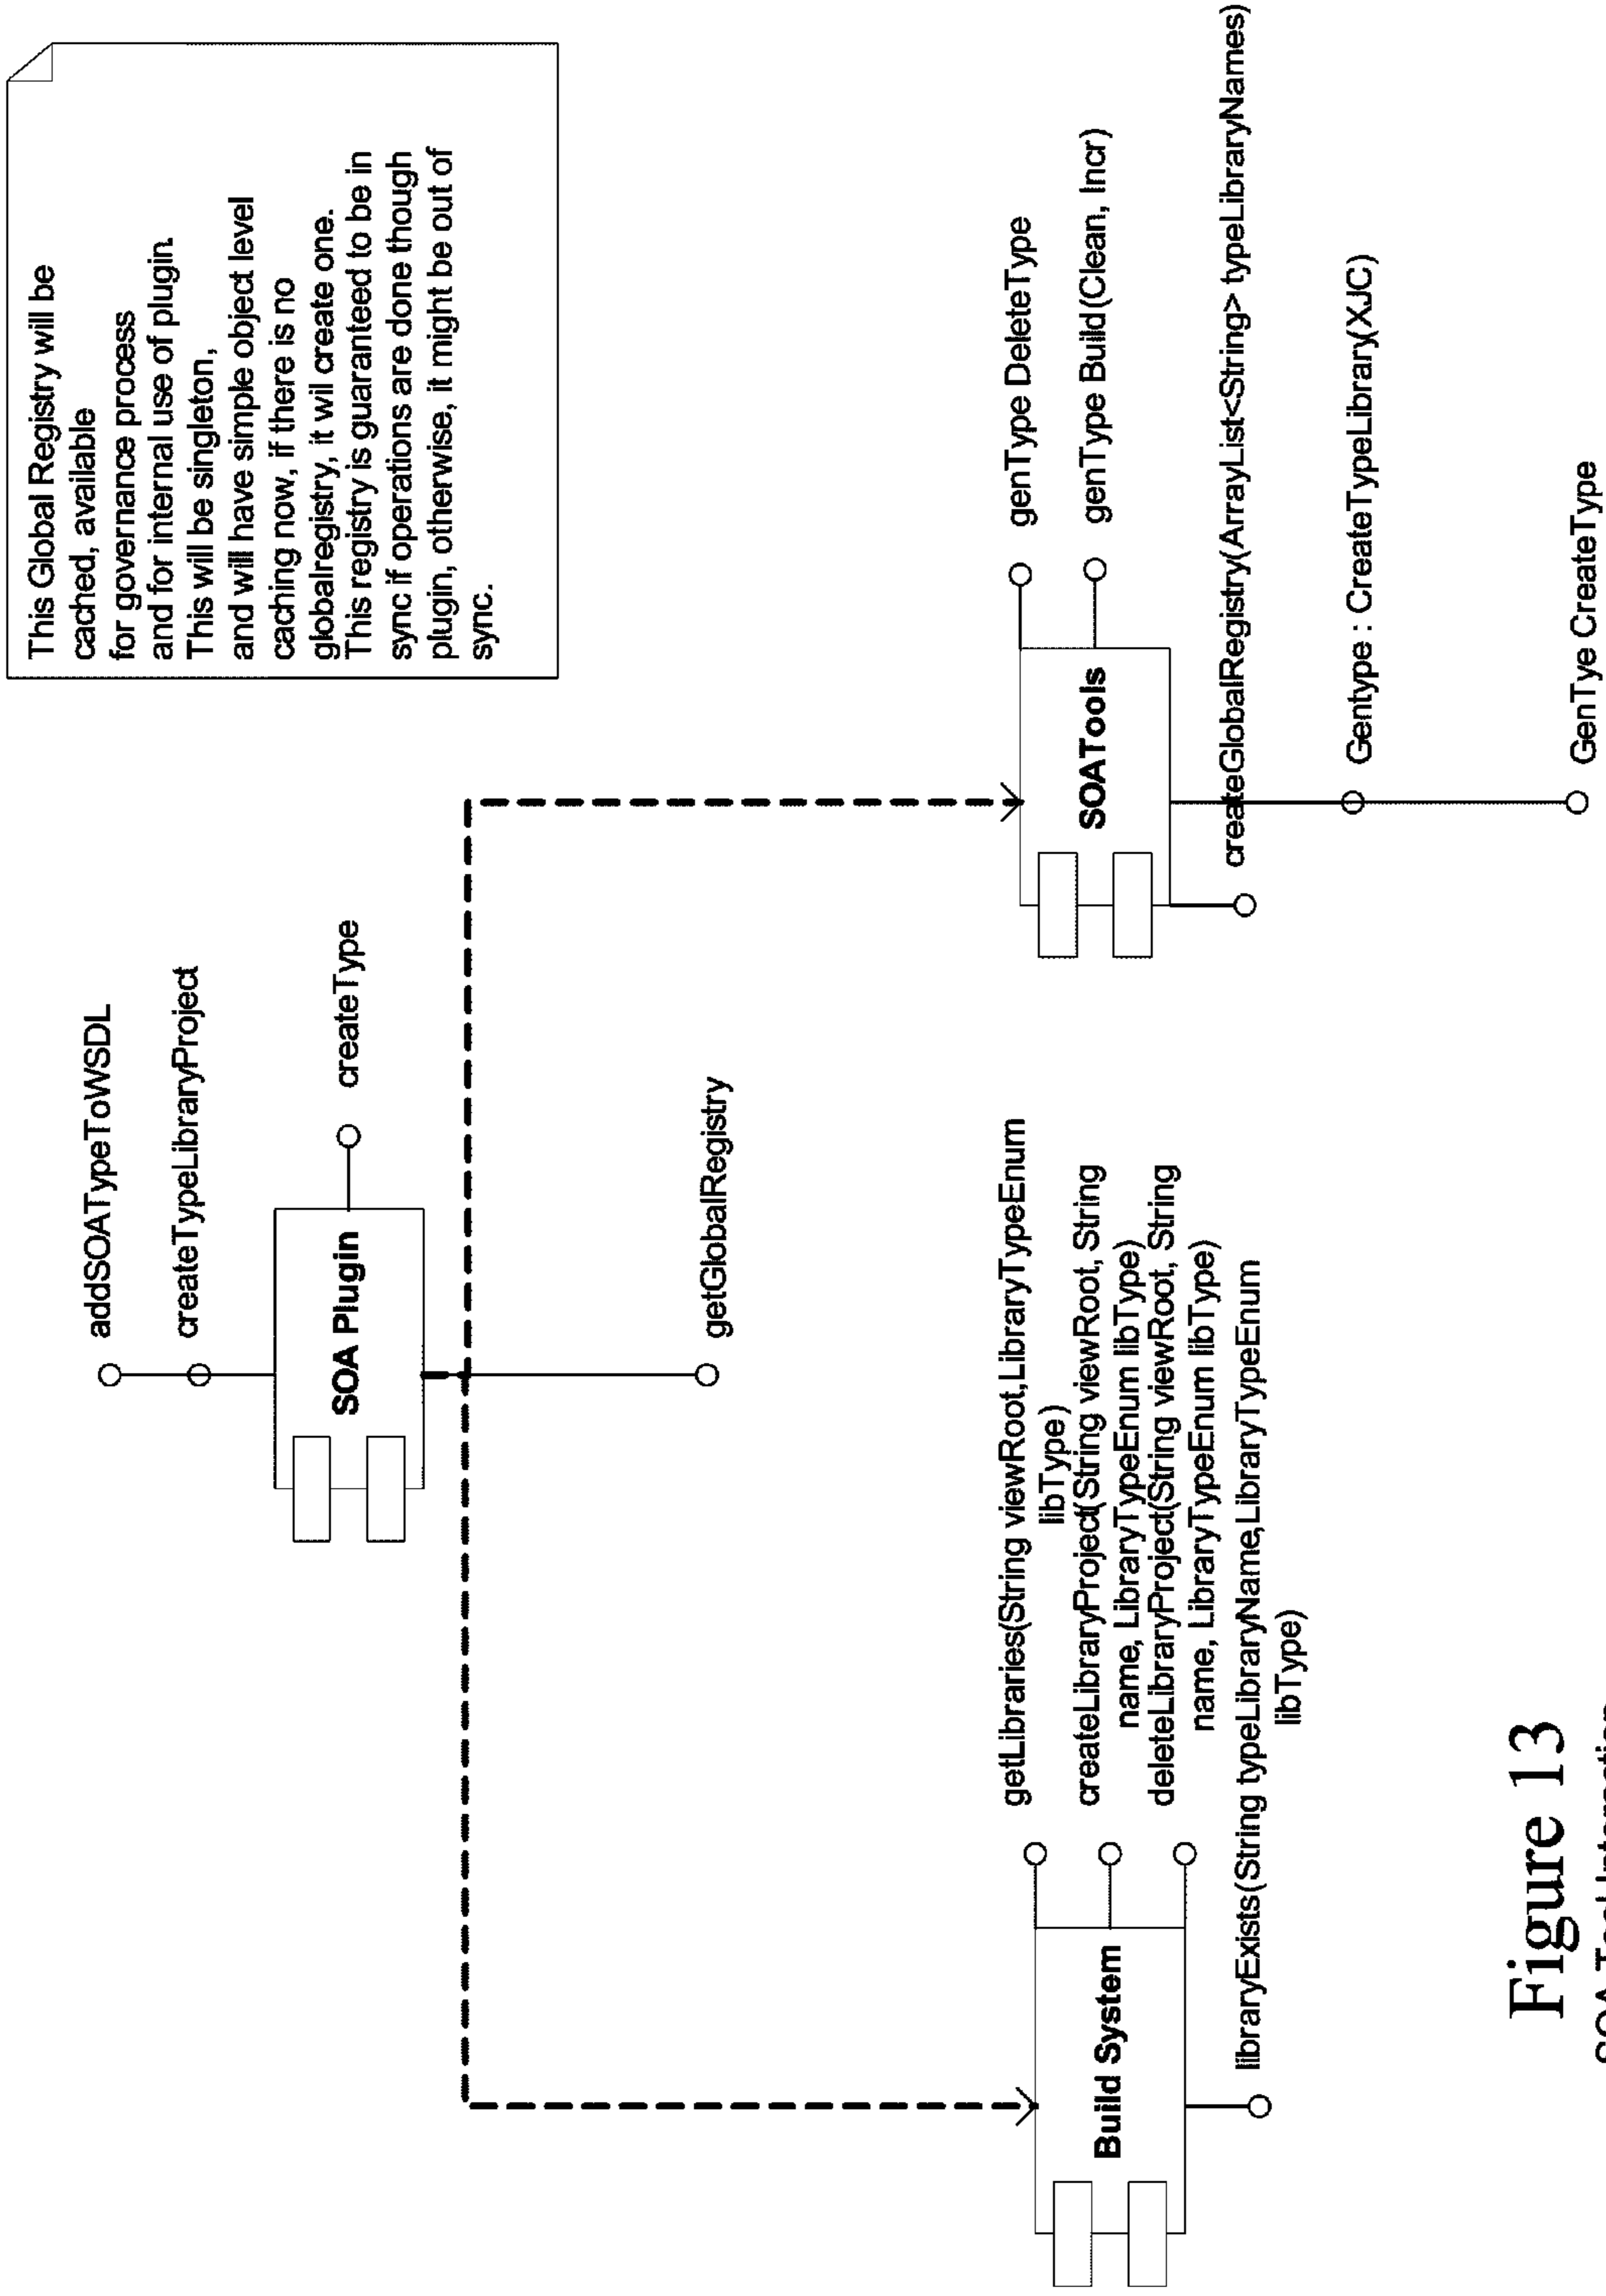 This Global Registry will be
cached, available
for governance process
and for internal use of plugin.
This will be singleton,
and will have simple object level
caching now, if there is no
globalregistry, it wil create one.
This registry is guaranteed to be in
sync if operations are done though
plugin, otherwise, it might be out of
sync.
addSOATypeToWSDL
createTypeLibraryProject
SOA Plugin
createType
getGlobalRegistry
getLibraries(String viewRoot,LibraryTypeEnum
libType)
createLibraryProject(String viewRoot, String
name, LibraryTypeEnum libType)
deleteLibraryProject(String viewRoot, String
name, LibraryTypeEnum libType)
libraryExists(String typeLibraryName,LibraryTypeEnum
libType)
Build System
SOATools
genType DeleteType
genType Build(Clean, Incr)
createGlobalRegistry(ArrayList<String> typeLibraryNames)
Gentype : CreateTypeLibrary(XJC)
GenTye CreateType
Figure 13
SOA Tool Interaction